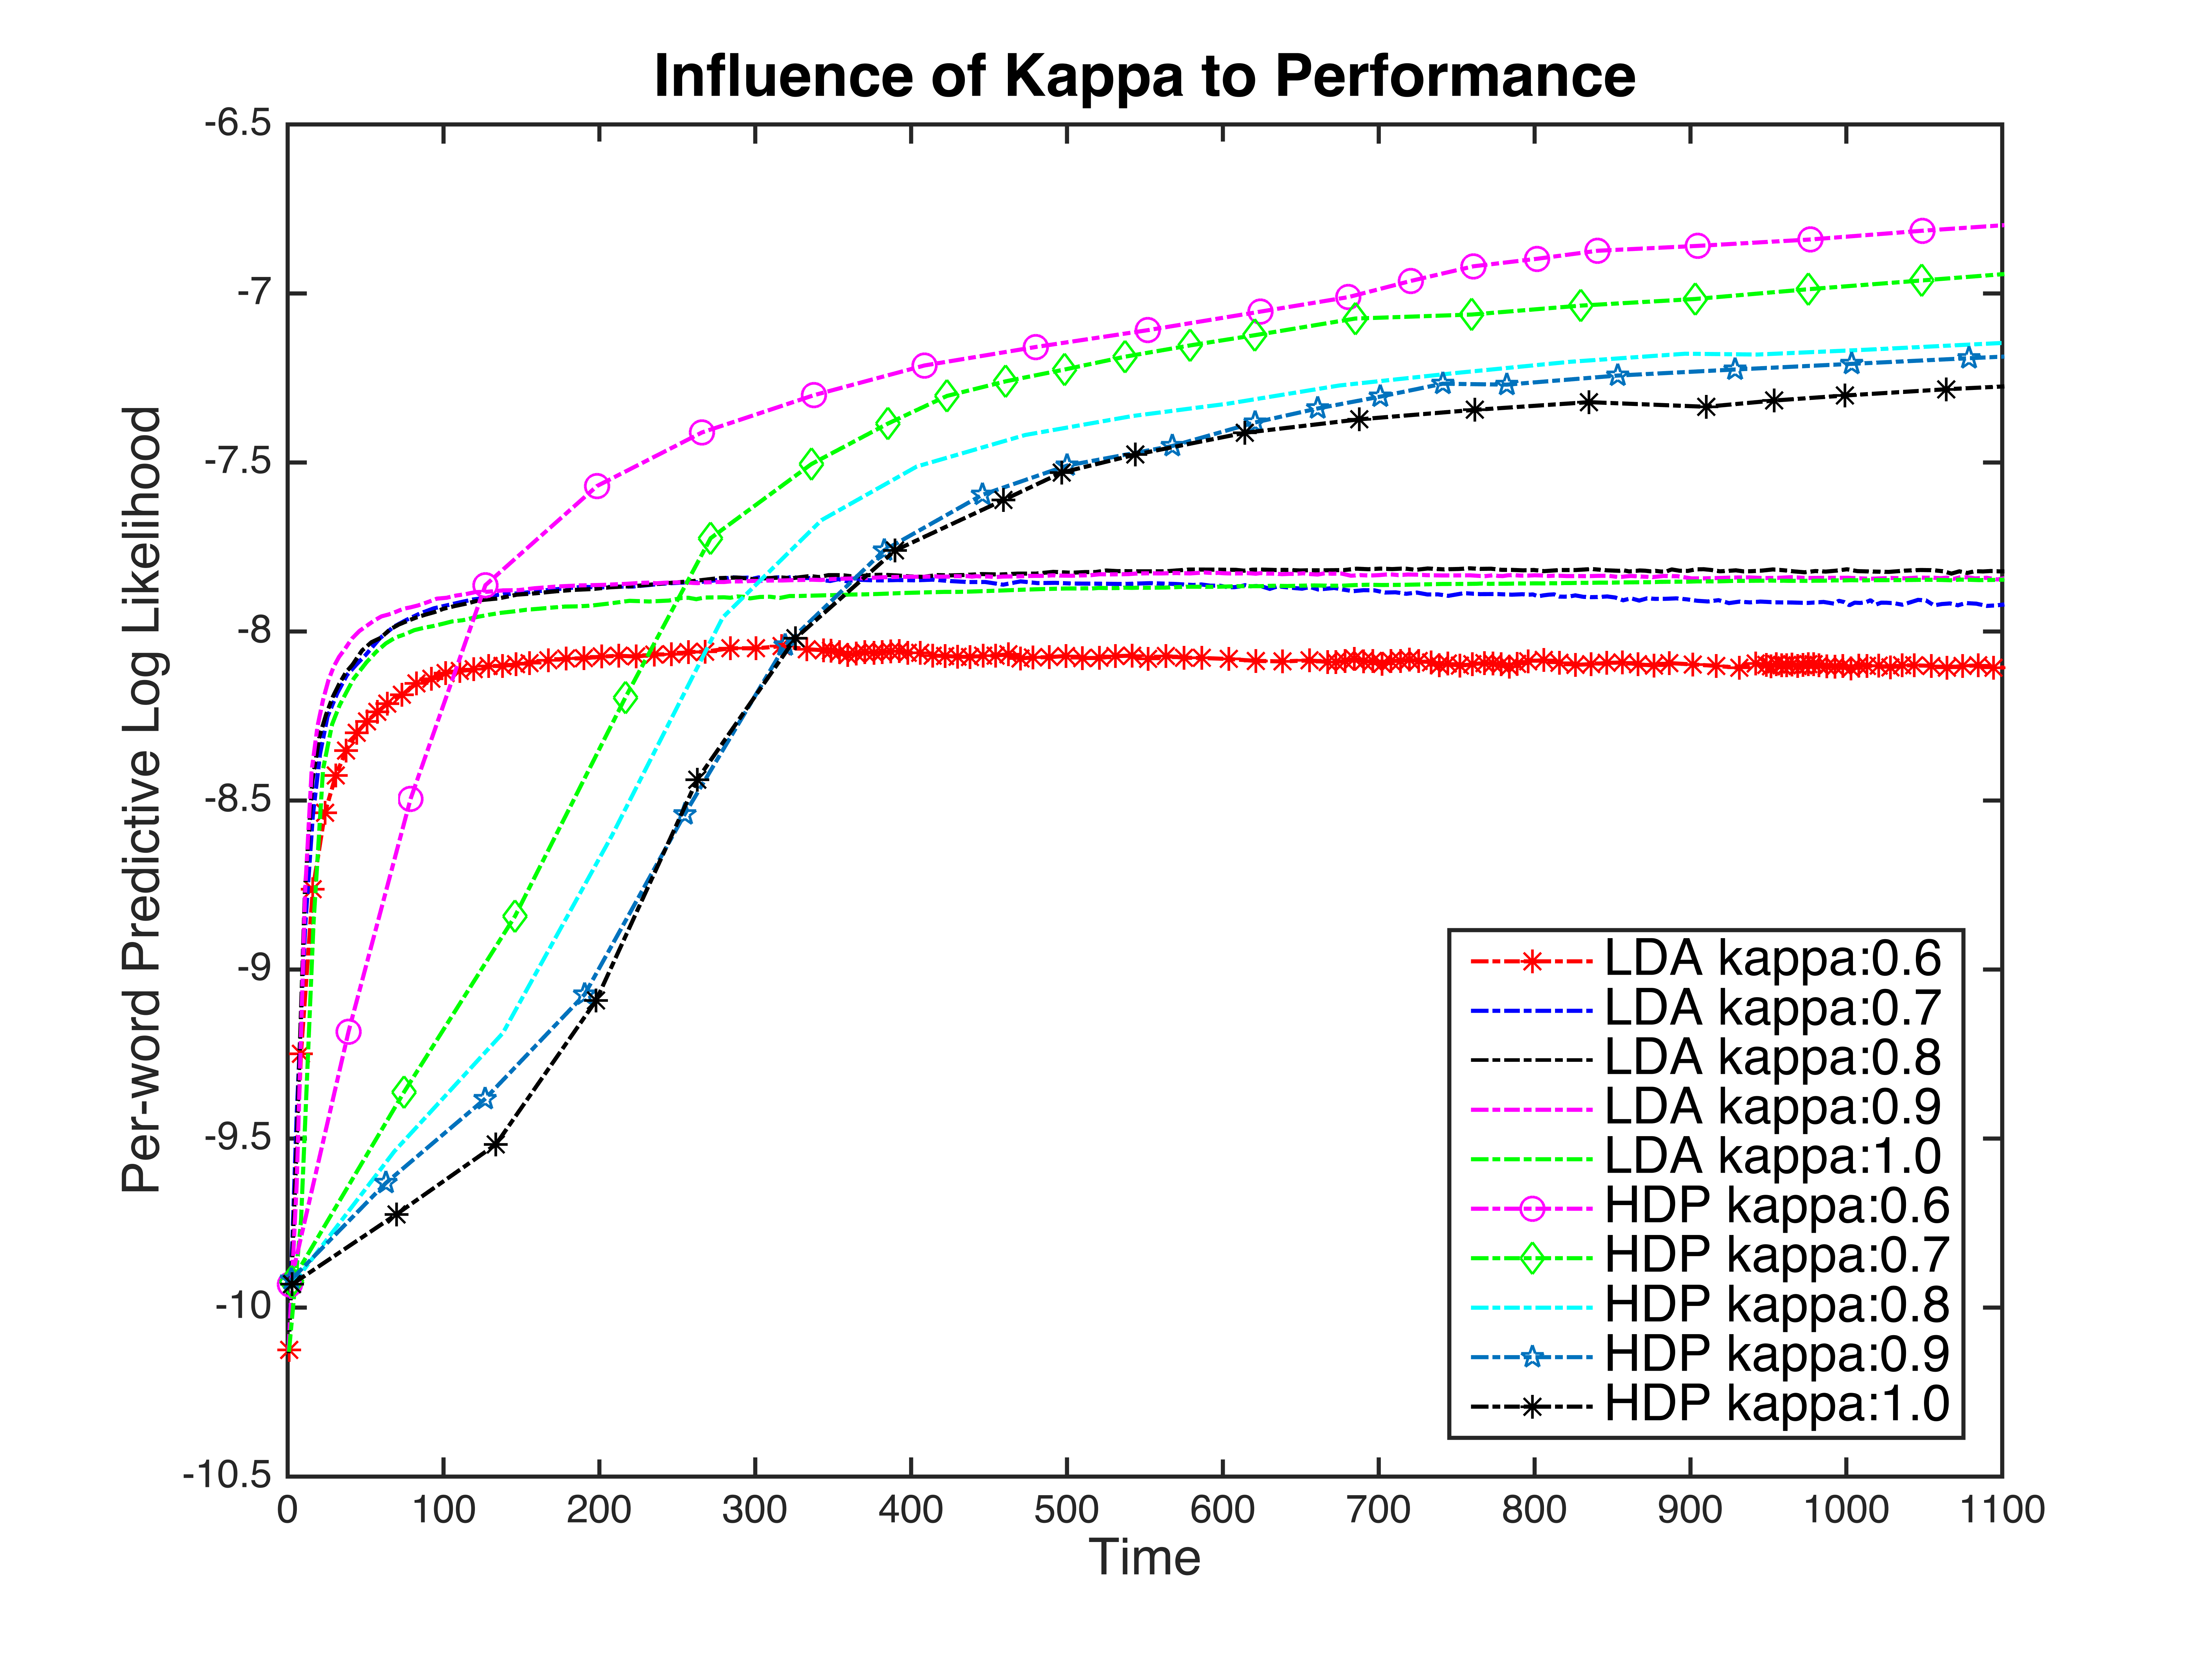 Influence of Kappa to Performance
Per-word Predictive Log Likelihood
-6.5
-7
-7.5
-8
-8.5
-9
-9.5
-10
-10.5
0 100 200 300 400 500 600 700 800 900 1000 1100
Time
LDA kappa:0.6
LDA kappa:0.7
LDA kappa:0.8
LDA kappa:0.9
LDA kappa:1.0
HDP kappa:0.6
HDP kappa:0.7
HDP kappa:0.8
HDP kappa:0.9
HDP kappa:1.0